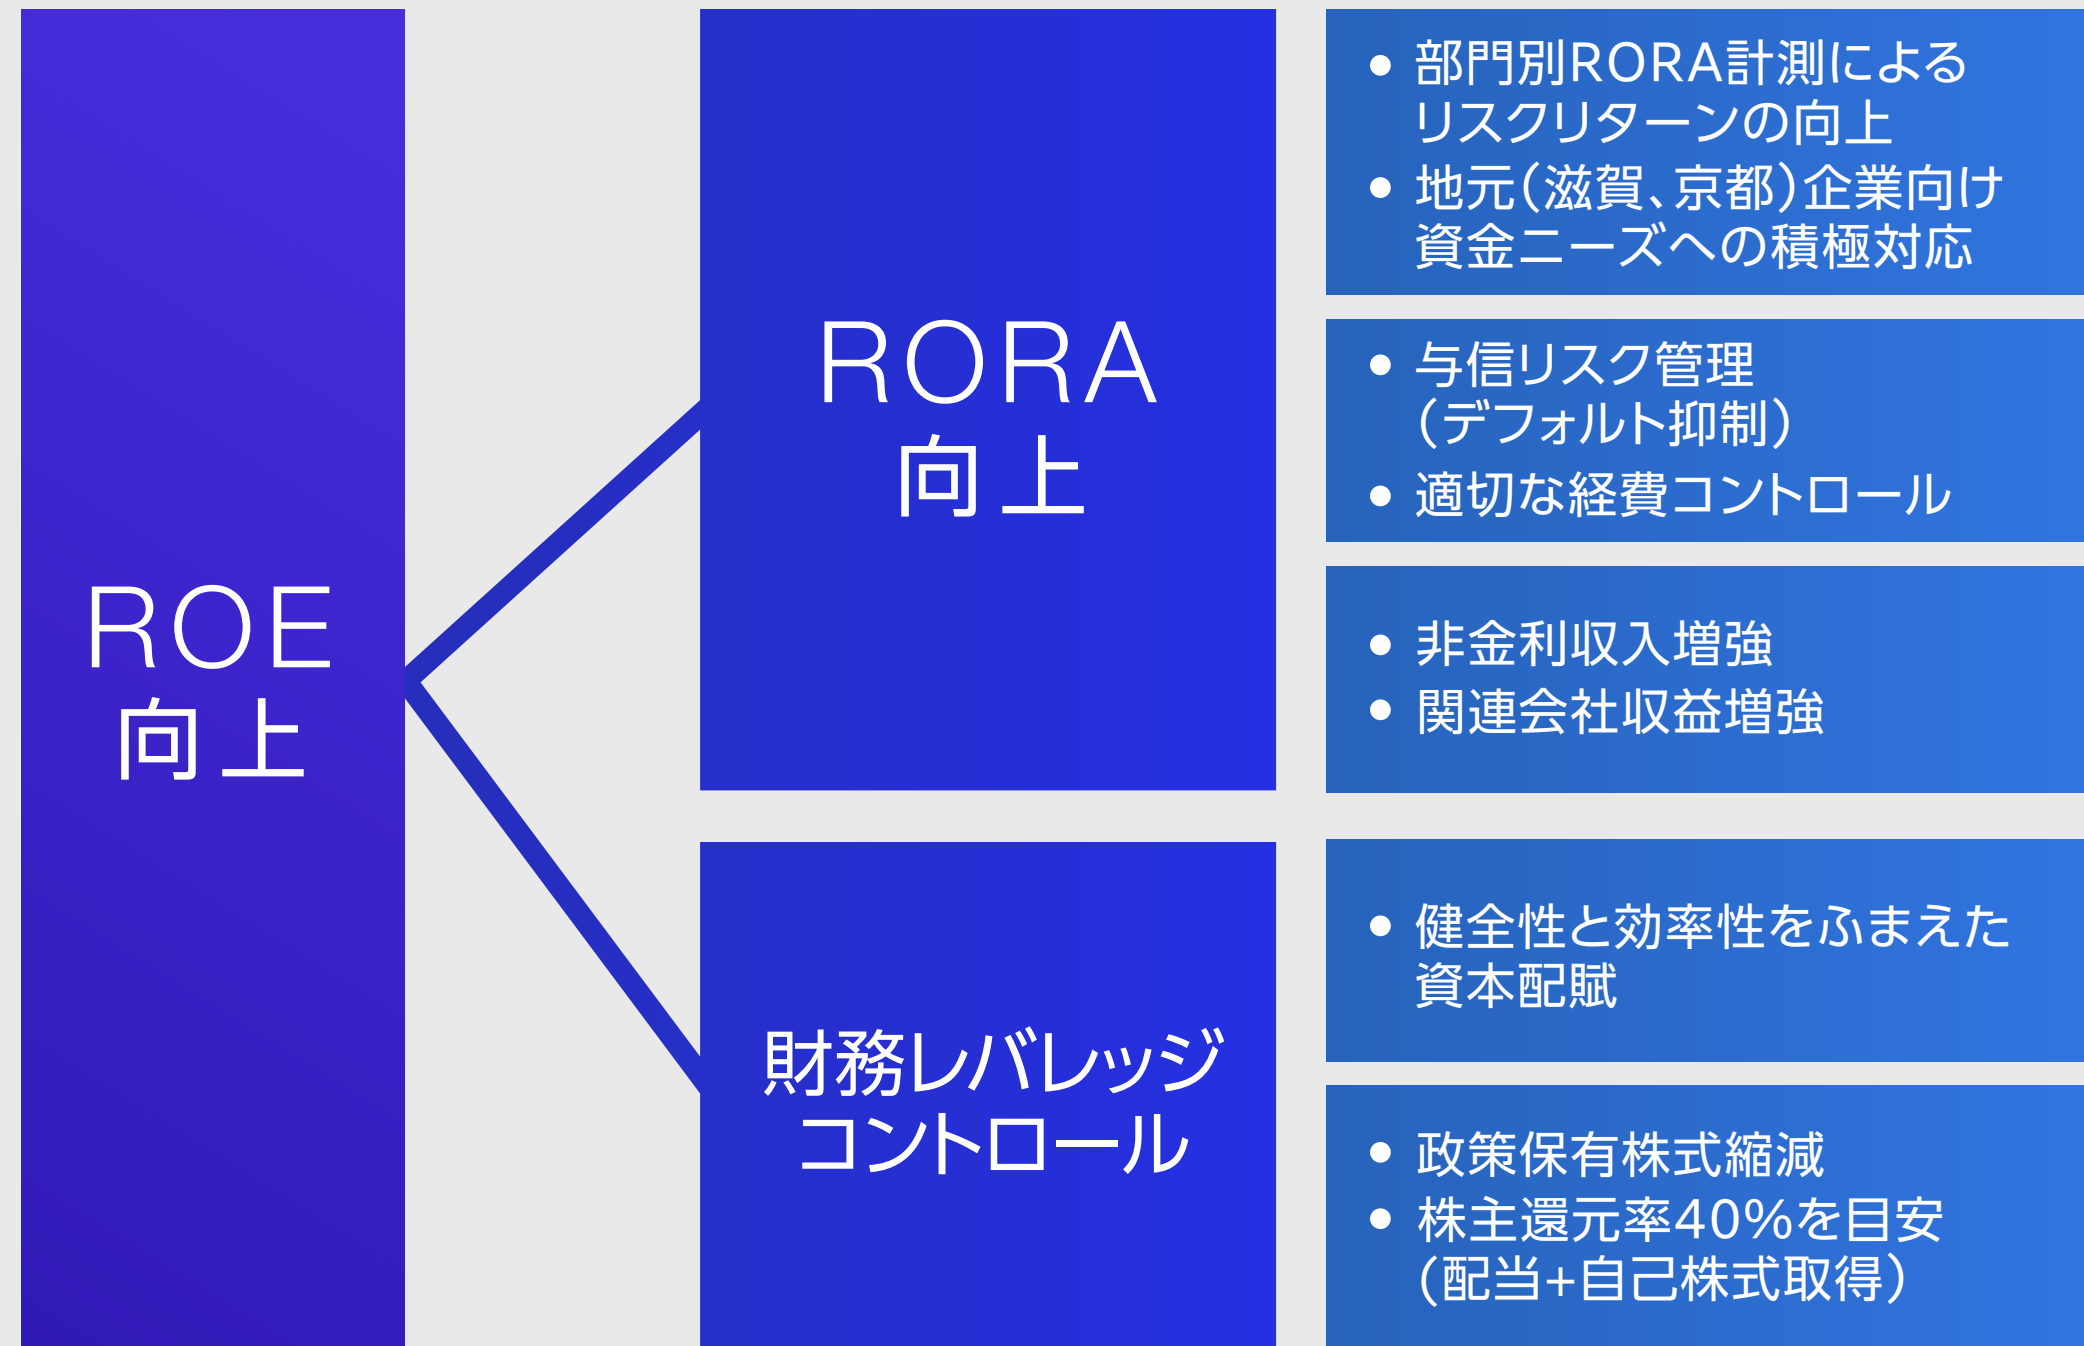 ROE
向上
RORA
向上
● 部門別RORA計測による
リスクリターンの向上
● 地元(滋賀、京都)企業向け
資金ニーズへの積極対応
● 与信リスク管理
(デフォルト抑制)
● 適切な経費コントロール
● 非金利収入増強
● 関連会社収益増強
財務レバレッジ
コントロール
● 健全性と効率性をふまえた
資本配賦
● 政策保有株式縮減
● 株主還元率40%を目安
(配当+自己株式取得)